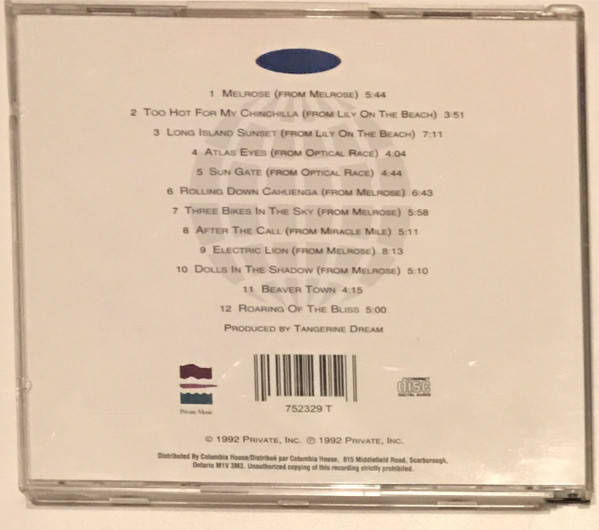 1 Melrose (from Melrose) 5:44
2 Too Hot For My Chinchilla (from Lily On The Beach) 3:51
3 Long Island Sunset (from Lily On The Beach) 7:11
4 Atlas Eyes (from Optical Race) 4:04
5 Sun Gate (from Optical Race) 4:44
6 Rolling Down Cahuenga (from Melrose) 6:43
7 Three Bikes In The Sky (from Melrose) 5:58
8 After The Call (from Miracle Mile) 5:11
9 Electric Lion (from Melrose) 8:13
10 Dolls In The Shadow (from Melrose) 5:10
11 Beaver Town 4:15
12 Roaring Of The Bliss 5:00
Produced by Tangerine Dream
Private Music
752329 T
COMPACT
disc
DIGITAL AUDIO
© 1992 Private, Inc. ℗ 1992 Private, Inc.
Distributed By Columbia House/Distribué par Columbia House, 815 Middlefield Road, Scarborough,
Ontario M1V 3M3. Unauthorized copying of this recording strictly prohibited.